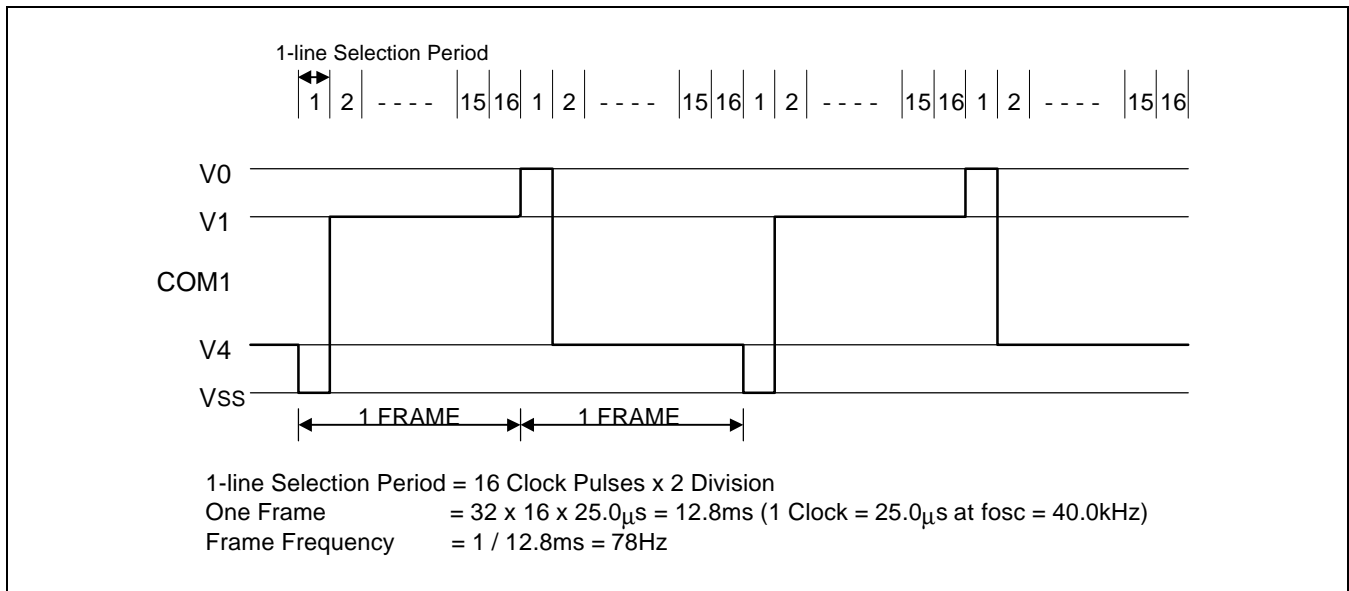 1-line Selection Period
1 2 - - - - 15 16 1 2 - - - - 15 16 1 2 - - - - 15 16 1 2 - - - - 15 16
V0
V1
COM1
V4
VSS
1 FRAME 1 FRAME
1-line Selection Period = 16 Clock Pulses x 2 Division
One Frame = 32 x 16 x 25.0μs = 12.8ms (1 Clock = 25.0μs at fosc = 40.0kHz)
Frame Frequency = 1 / 12.8ms = 78Hz